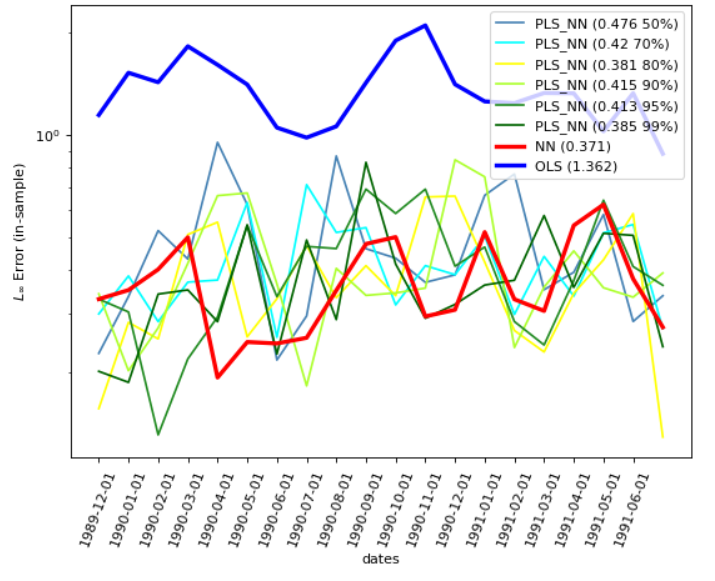 PLS_NN (0.476 50%)
PLS_NN (0.42 70%)
PLS_NN (0.381 80%)
PLS_NN (0.415 90%)
PLS_NN (0.413 95%)
PLS_NN (0.385 99%)
NN (0.371)
OLS (1.362)
10⁰
L∞ Error (in-sample)
1989-12-01
1990-01-01
1990-02-01
1990-03-01
1990-04-01
1990-05-01
1990-06-01
1990-07-01
1990-08-01
1990-09-01
1990-10-01
1990-11-01
1990-12-01
1991-01-01
1991-02-01
1991-03-01
1991-04-01
1991-05-01
1991-06-01
dates